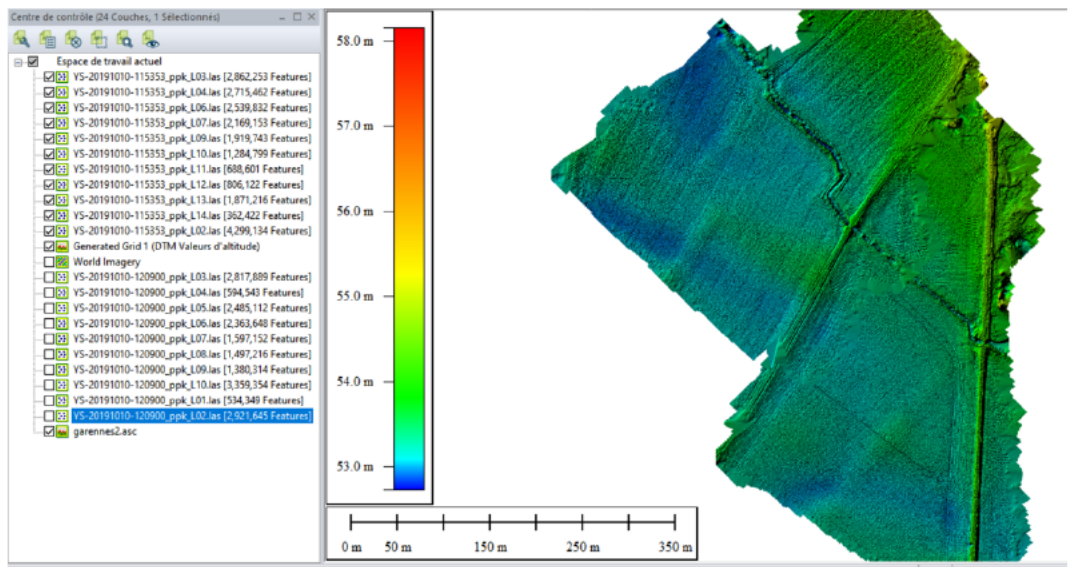 Centre de contrôle (24 Couches, 1 Sélectionnés)
Espace de travail actuel
YS-20191010-115353_ppk_L03.las [2,862,253 Features]
YS-20191010-115353_ppk_L04.las [2,715,462 Features]
YS-20191010-115353_ppk_L06.las [2,539,832 Features]
YS-20191010-115353_ppk_L07.las [2,169,153 Features]
YS-20191010-115353_ppk_L09.las [1,919,743 Features]
YS-20191010-115353_ppk_L10.las [1,284,799 Features]
YS-20191010-115353_ppk_L11.las [688,601 Features]
YS-20191010-115353_ppk_L12.las [806,122 Features]
YS-20191010-115353_ppk_L13.las [1,871,216 Features]
YS-20191010-115353_ppk_L14.las [362,422 Features]
YS-20191010-115353_ppk_L02.las [4,299,134 Features]
Generated Grid 1 (DTM Valeurs d'altitude)
World Imagery
YS-20191010-120900_ppk_L03.las [2,817,889 Features]
YS-20191010-120900_ppk_L04.las [594,543 Features]
YS-20191010-120900_ppk_L05.las [2,485,112 Features]
YS-20191010-120900_ppk_L06.las [2,363,648 Features]
YS-20191010-120900_ppk_L07.las [1,597,152 Features]
YS-20191010-120900_ppk_L08.las [1,497,216 Features]
YS-20191010-120900_ppk_L09.las [1,380,314 Features]
YS-20191010-120900_ppk_L10.las [3,359,354 Features]
YS-20191010-120900_ppk_L01.las [534,349 Features]
YS-20191010-120900_ppk_L02.las [2,921,645 Features]
garennes2.asc
58.0 m
57.0 m
56.0 m
55.0 m
54.0 m
53.0 m
0 m 50 m 150 m 250 m 350 m